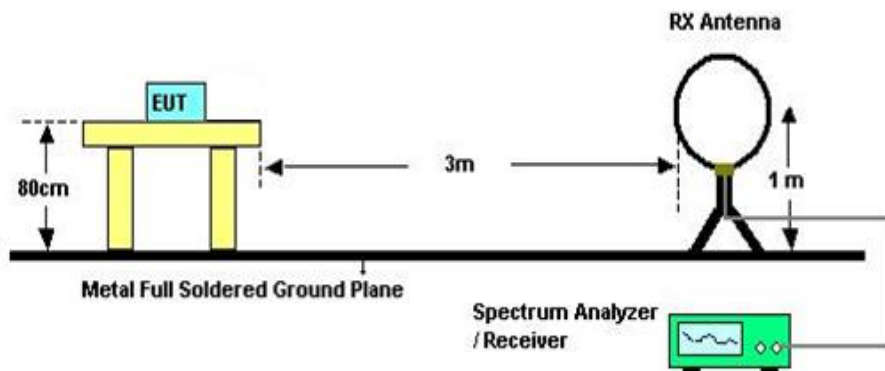 RX Antenna
EUT
3m
80cm
1 m
Metal Full Soldered Ground Plane
Spectrum Analyzer
/ Receiver